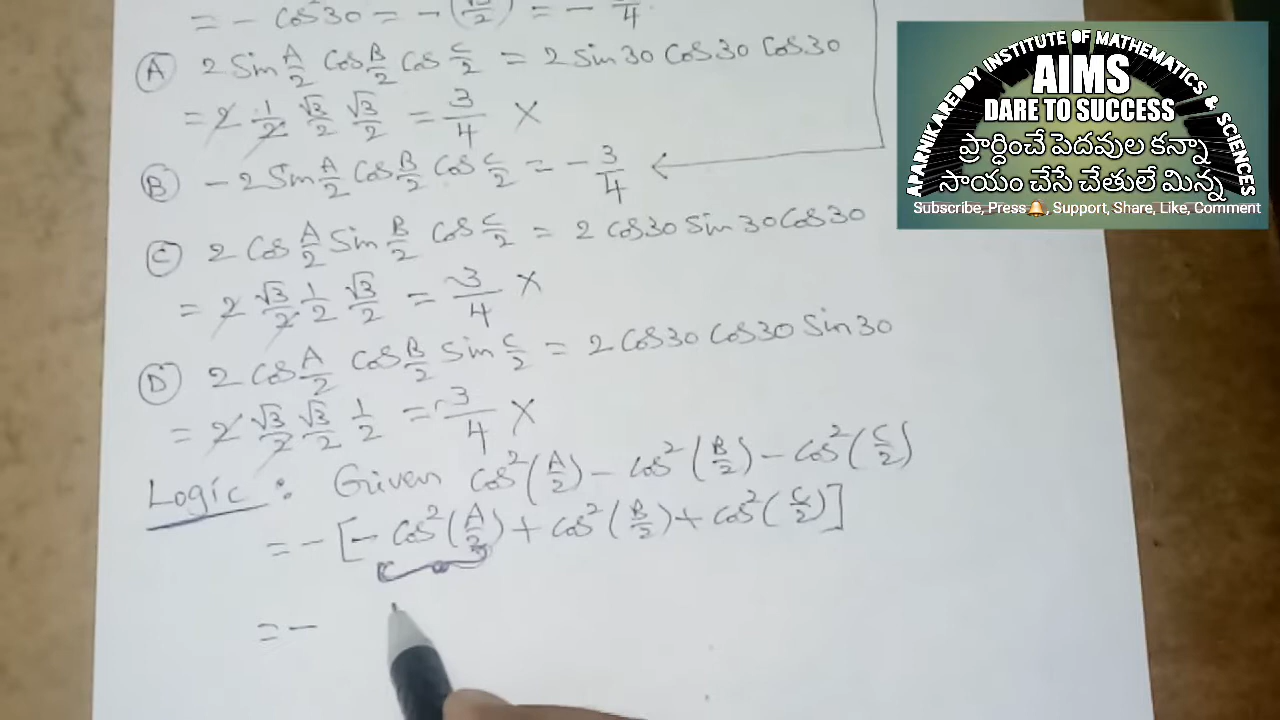 = - Cos²30 = - (√3/2)² = - 3/4.
Ⓐ 2 Sin A/2 Cos B/2 Cos C/2 = 2 Sin 30 Cos 30 Cos 30
= 2 1/2 √3/2 √3/2 = 3/4 ×
Ⓑ - 2 Sin A/2 Cos B/2 Cos C/2 = - 3/4 ←
Ⓒ 2 Cos A/2 Sin B/2 Cos C/2 = 2 Cos 30 Sin 30 Cos 30
= 2 √3/2 1/2 √3/2 = 3/4 ×
Ⓓ 2 Cos A/2 Cos B/2 Sin C/2 = 2 Cos 30 Cos 30 Sin 30
= 2 √3/2 √3/2 1/2 = 3/4 ×
Logic : Given Cos²(A/2) - Cos²(B/2) - Cos²(C/2)
= - [- Cos²(A/2) + Cos²(B/2) + Cos²(C/2)]
= -
APARNIKAREDDY INSTITUTE OF MATHEMATICS & SCIENCES
AIMS
DARE TO SUCCESS
ప్రార్ధించే పెదవుల కన్నా
సాయం చేసే చేతులే మిన్న
Subscribe, Press🔔, Support, Share, Like, Comment